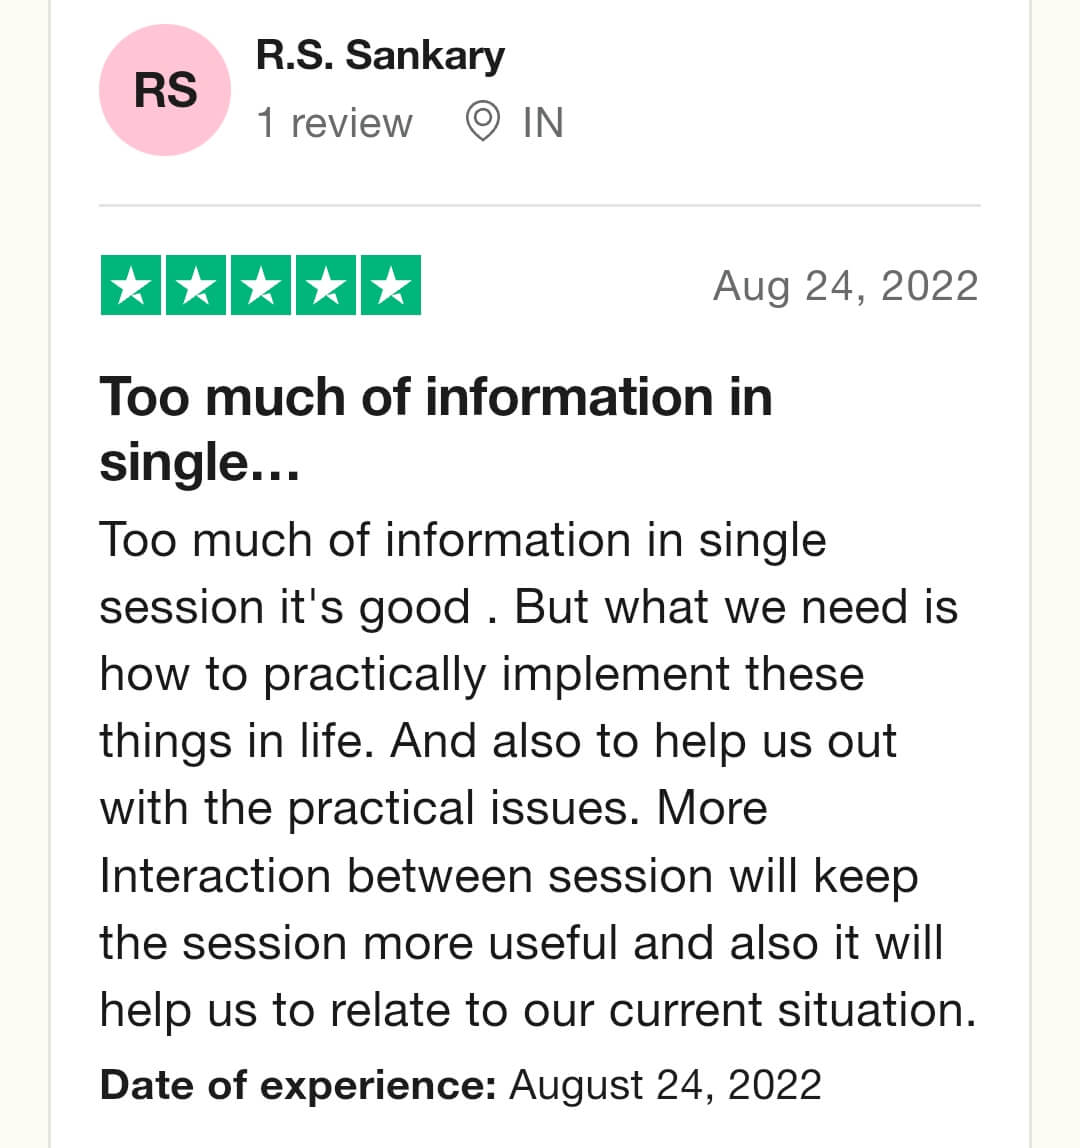 RS
R.S. Sankary
1 review IN
Aug 24, 2022
Too much of information in
single...
Too much of information in single
session it's good . But what we need is
how to practically implement these
things in life. And also to help us out
with the practical issues. More
Interaction between session will keep
the session more useful and also it will
help us to relate to our current situation.
Date of experience: August 24, 2022